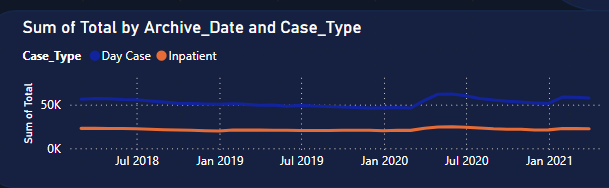 Sum of Total by Archive_Date and Case_Type
Case_Type Day Case Inpatient
Sum of Total
50K
0K
Jul 2018 Jan 2019 Jul 2019 Jan 2020 Jul 2020 Jan 2021